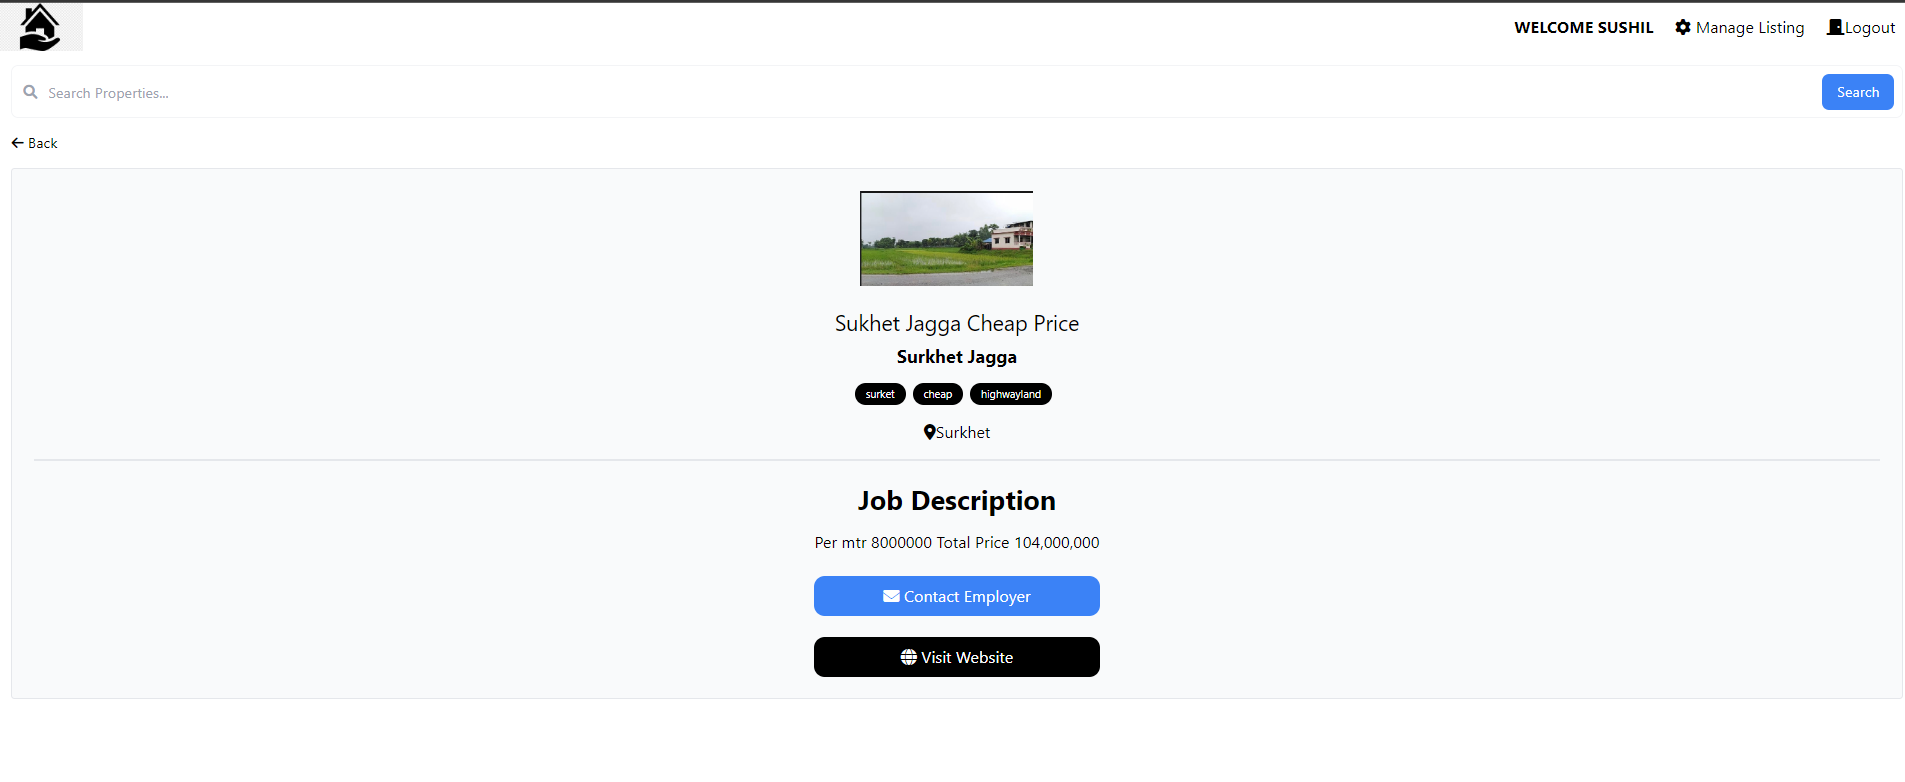 WELCOME SUSHIL Manage Listing Logout
Search Properties... Search
Back
Sukhet Jagga Cheap Price
Surkhet Jagga
surket cheap highwayland
Surkhet
Job Description
Per mtr 8000000 Total Price 104,000,000
Contact Employer
Visit Website